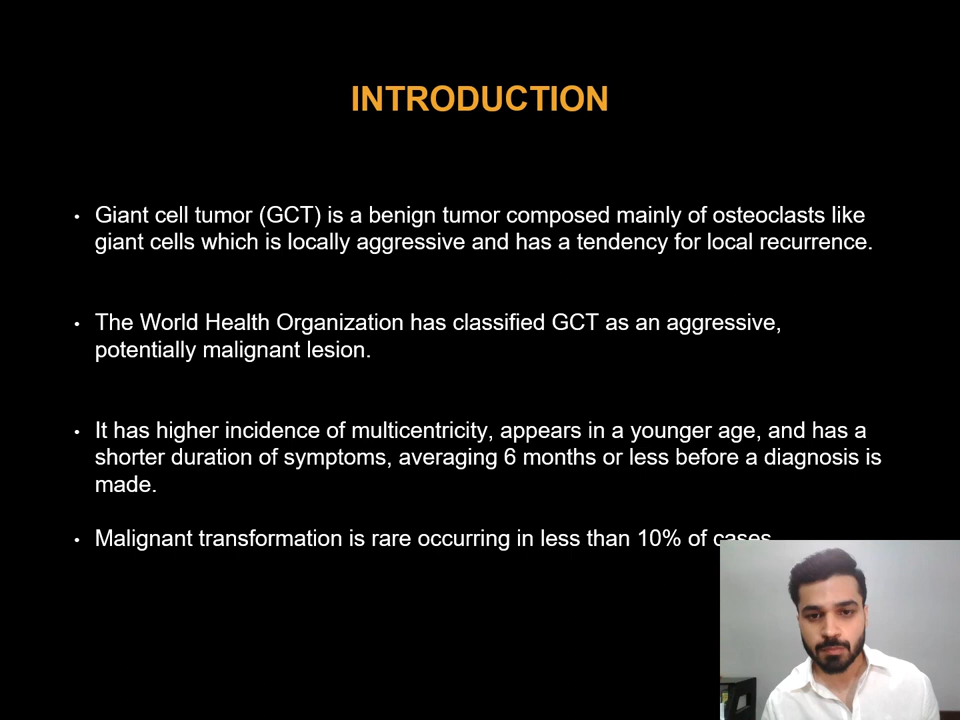 INTRODUCTION
• Giant cell tumor (GCT) is a benign tumor composed mainly of osteoclasts like
giant cells which is locally aggressive and has a tendency for local recurrence.
• The World Health Organization has classified GCT as an aggressive,
potentially malignant lesion.
• It has higher incidence of multicentricity, appears in a younger age, and has a
shorter duration of symptoms, averaging 6 months or less before a diagnosis is
made.
• Malignant transformation is rare occurring in less than 10% of cases